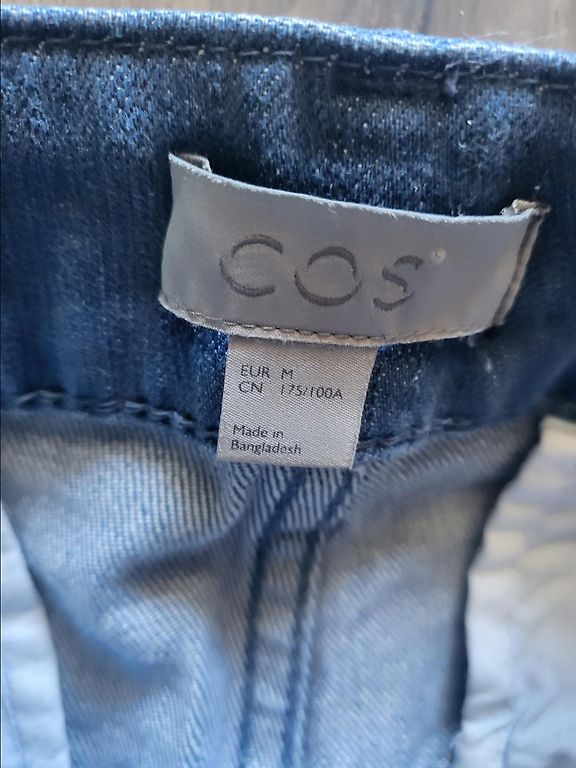 COS
EUR M
CN 175/100A
Made in
Bangladesh